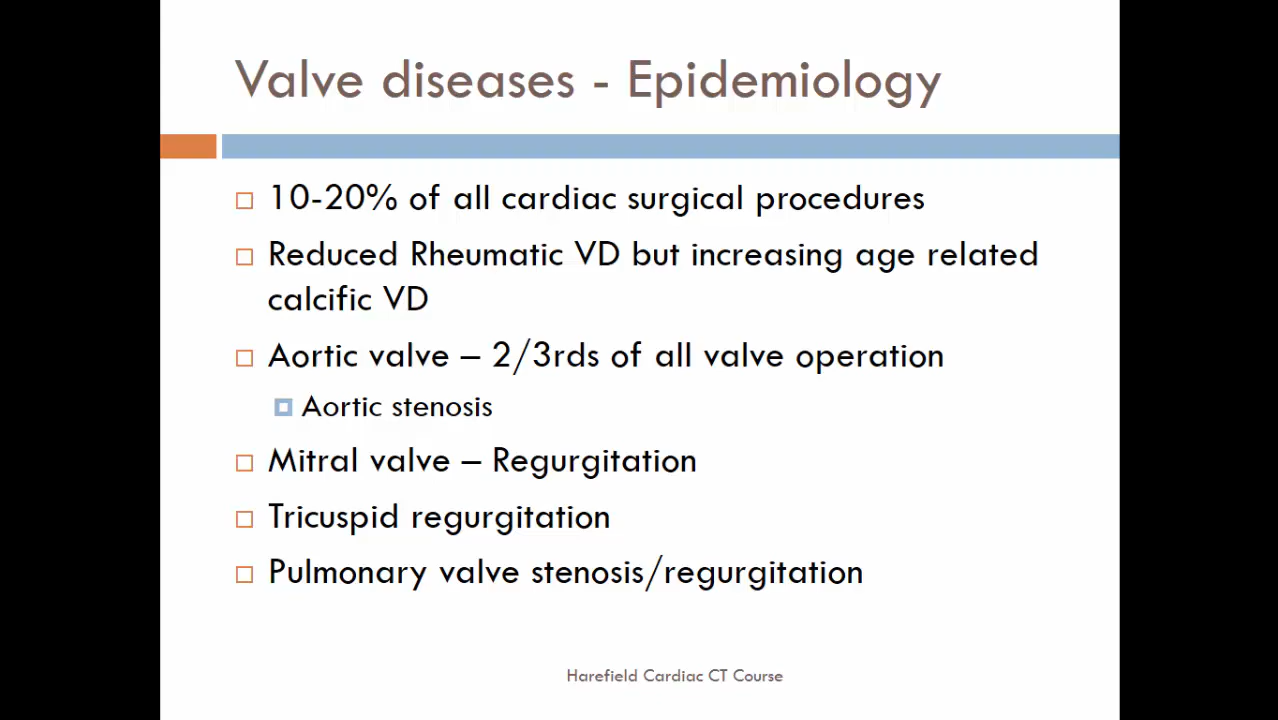 Valve diseases - Epidemiology
10-20% of all cardiac surgical procedures
Reduced Rheumatic VD but increasing age related
calcific VD
Aortic valve – 2/3rds of all valve operation
Aortic stenosis
Mitral valve – Regurgitation
Tricuspid regurgitation
Pulmonary valve stenosis/regurgitation
Harefield Cardiac CT Course